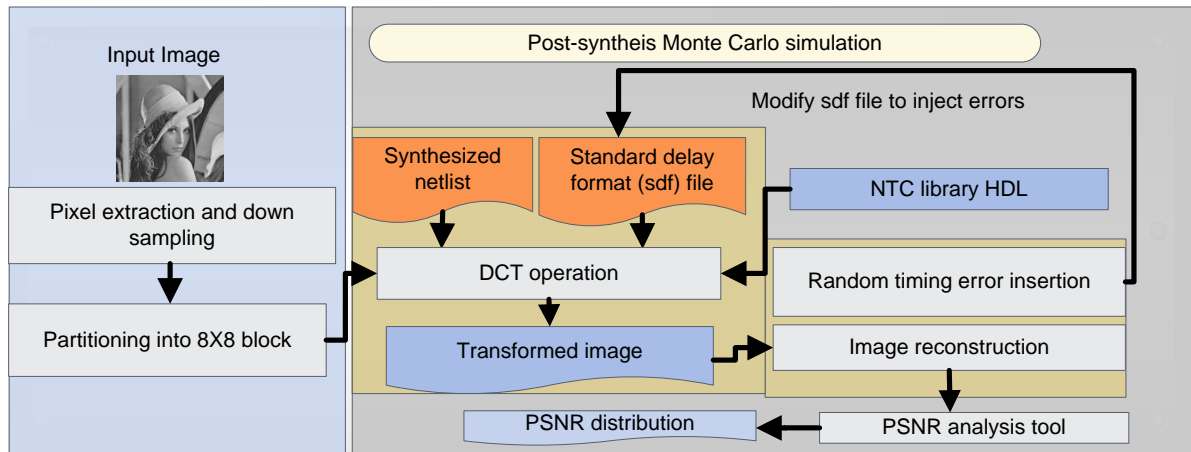 Input Image
Pixel extraction and down
sampling
Partitioning into 8X8 block
Post-syntheis Monte Carlo simulation
Modify sdf file to inject errors
Synthesized
netlist
Standard delay
format (sdf) file
NTC library HDL
DCT operation
Random timing error insertion
Transformed image
Image reconstruction
PSNR distribution
PSNR analysis tool